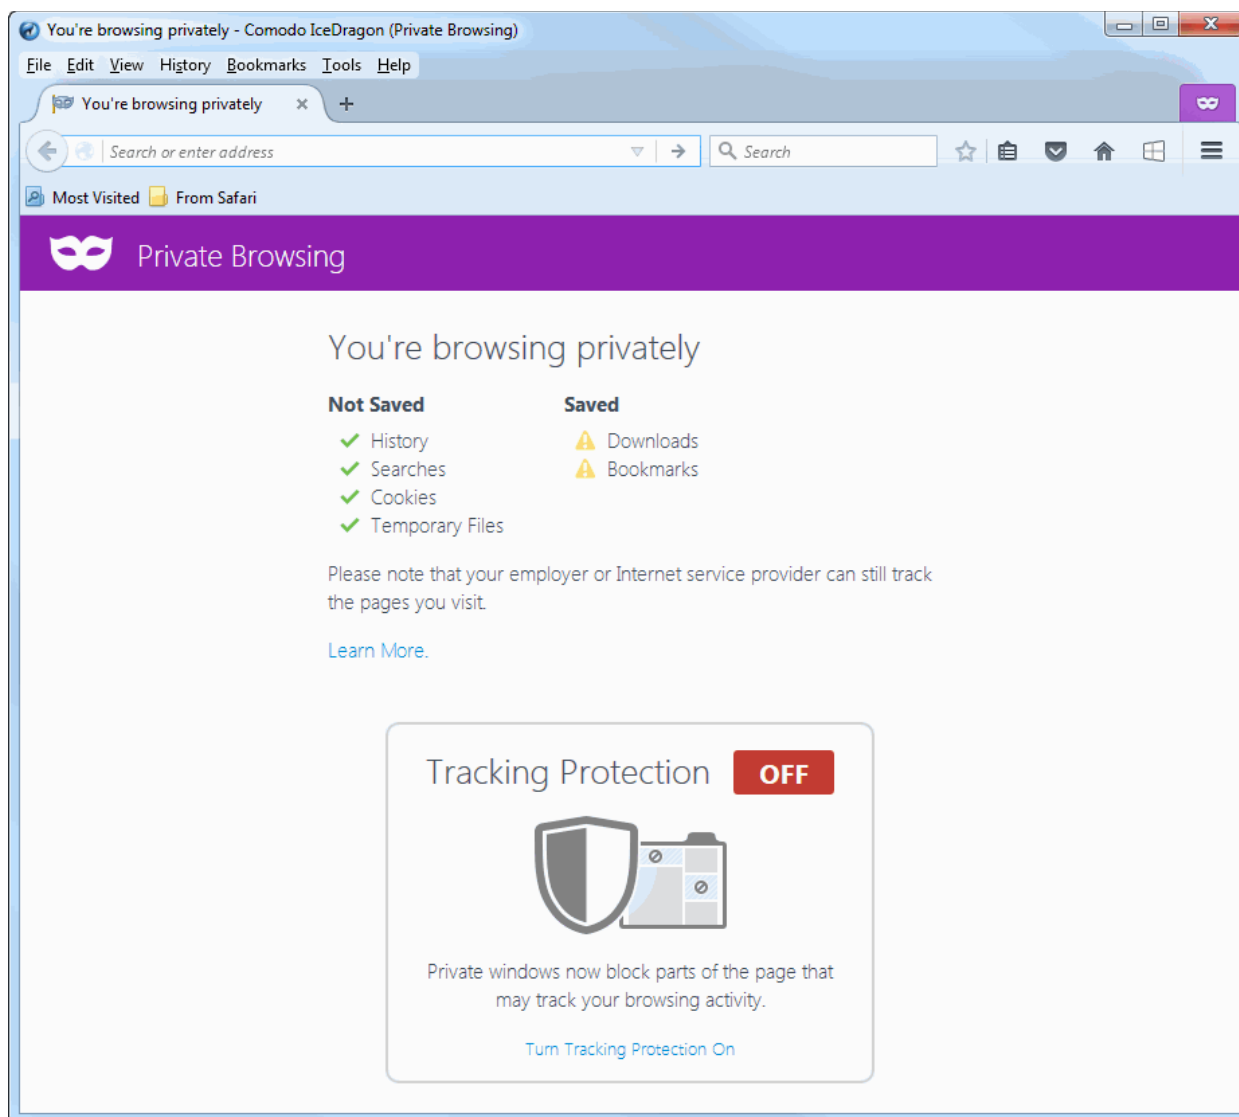 You're browsing privately - Comodo IceDragon (Private Browsing)
File Edit View History Bookmarks Tools Help
You're browsing privately
Search or enter address
Search
Most Visited From Safari
Private Browsing
You're browsing privately
Not Saved Saved
History Downloads
Searches Bookmarks
Cookies
Temporary Files
Please note that your employer or Internet service provider can still track
the pages you visit.
Learn More.
Tracking Protection OFF
Private windows now block parts of the page that
may track your browsing activity.
Turn Tracking Protection On